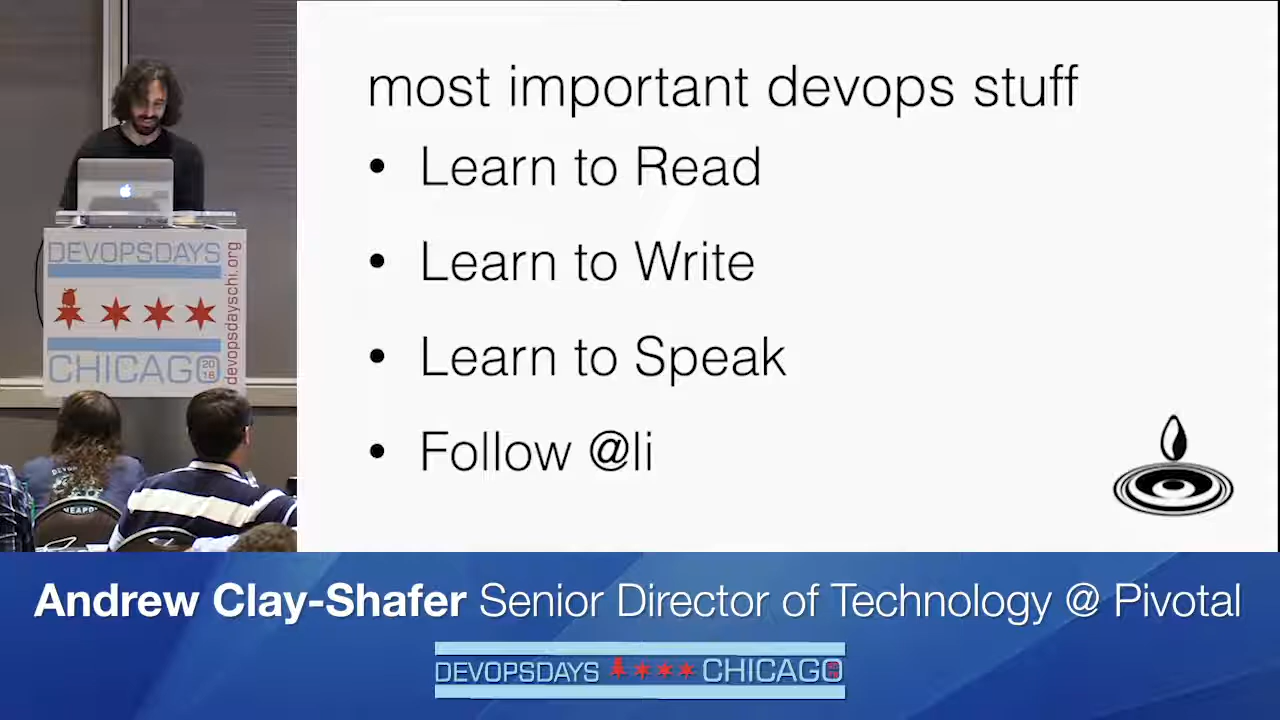 most important devops stuff
• Learn to Read
• Learn to Write
• Learn to Speak
• Follow @li
DEVOPSDAYS
CHICAGO
2016
devopsdayschi.org
Andrew Clay-Shafer Senior Director of Technology @ Pivotal
DEVOPSDAYS CHICAGO